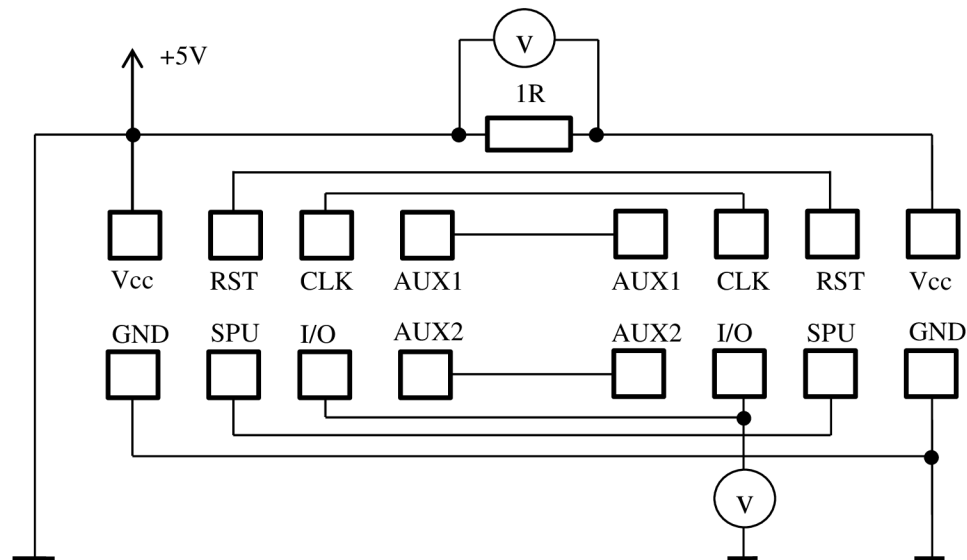 V
+5V
1R
Vcc RST CLK AUX1 AUX1 CLK RST Vcc
GND SPU I/O AUX2 AUX2 I/O SPU GND
V